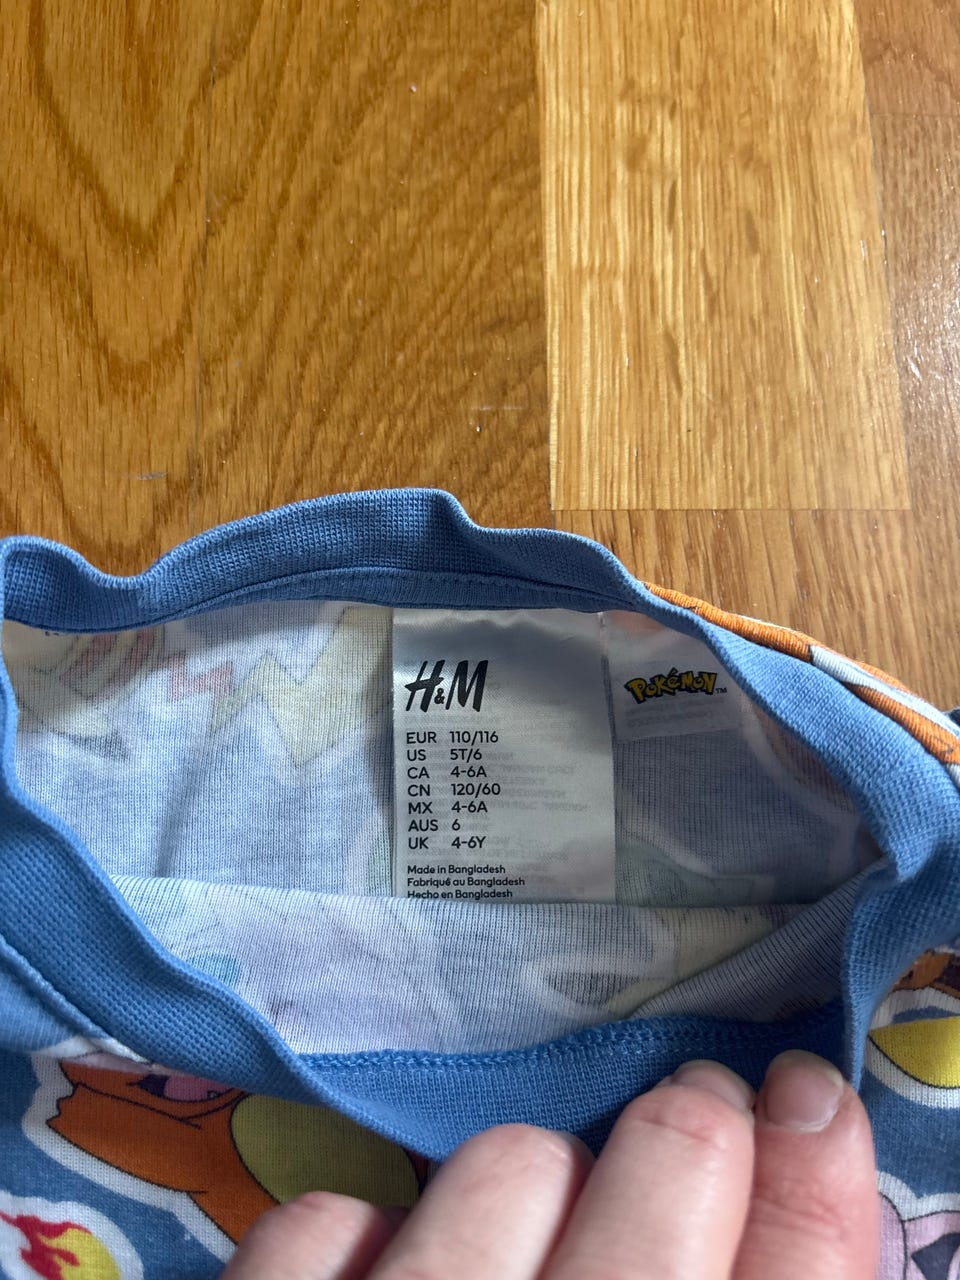 H&M
POKéMON™
EUR 110/116
US 5T/6
CA 4-6A
CN 120/60
MX 4-6A
AUS 6
UK 4-6Y
Made in Bangladesh
Fabriqué au Bangladesh
Hecho en Bangladesh